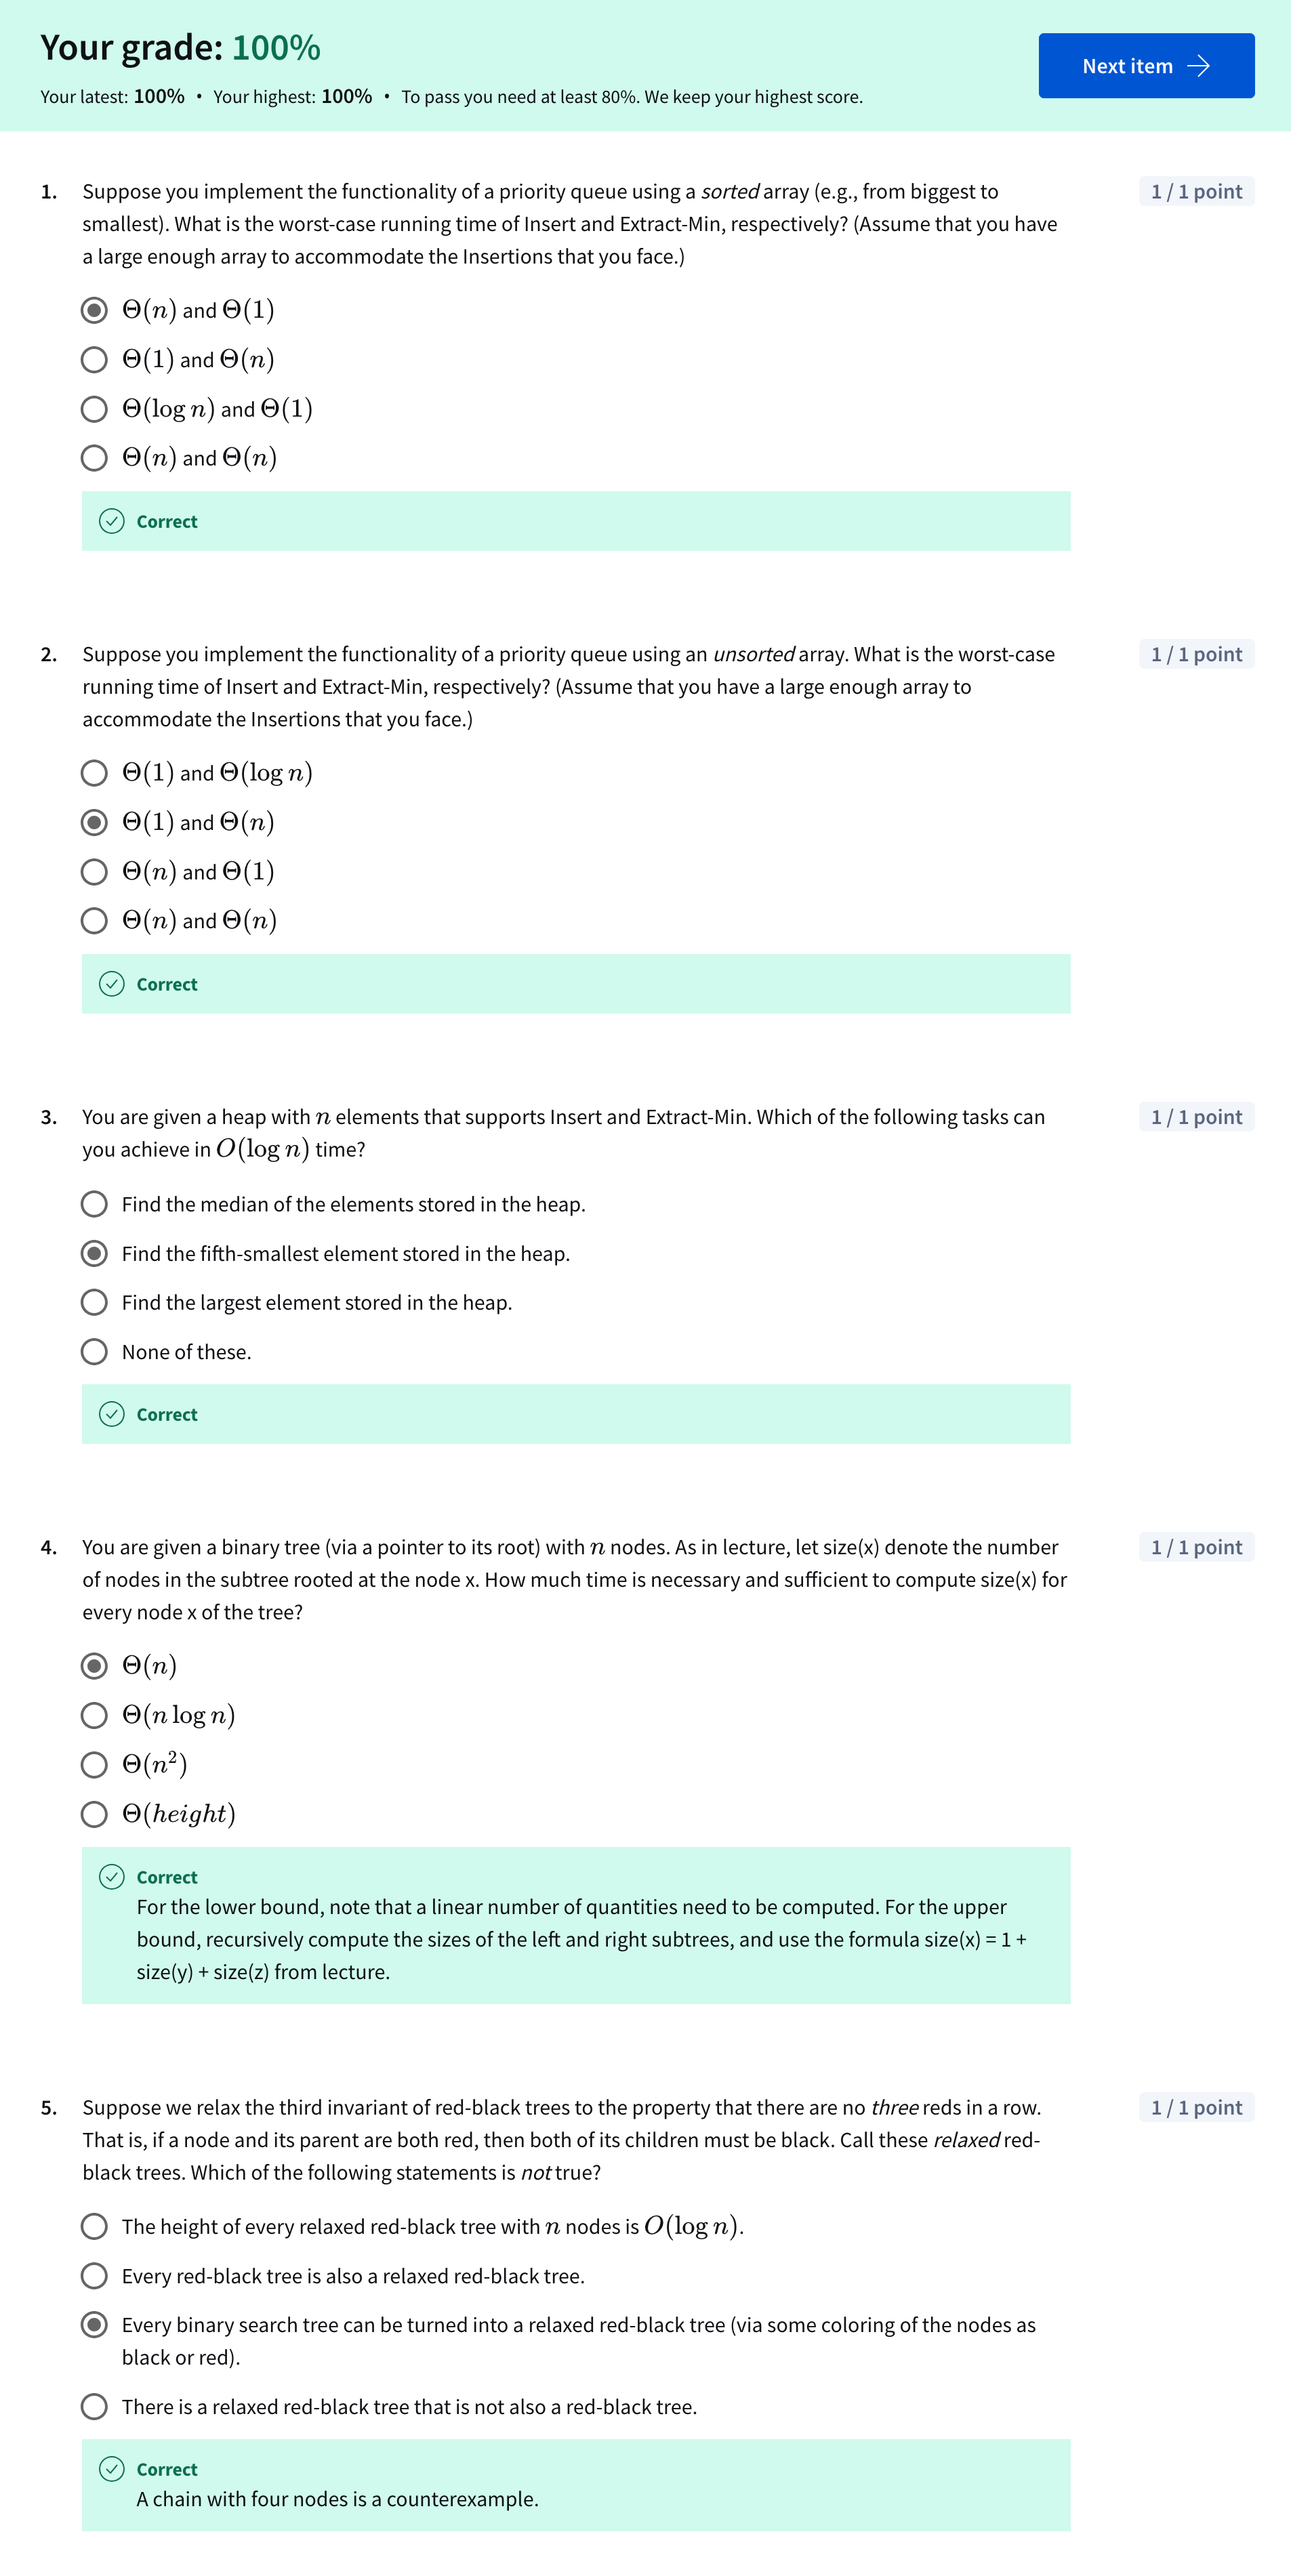 Your grade: 100%
Next item →
Your latest: 100% • Your highest: 100% • To pass you need at least 80%. We keep your highest score.
1. Suppose you implement the functionality of a priority queue using a sorted array (e.g., from biggest to
1 / 1 point
smallest). What is the worst-case running time of Insert and Extract-Min, respectively? (Assume that you have
a large enough array to accommodate the Insertions that you face.)
Θ(n) and Θ(1)
Θ(1) and Θ(n)
Θ(log n) and Θ(1)
Θ(n) and Θ(n)
Correct
2. Suppose you implement the functionality of a priority queue using an unsorted array. What is the worst-case
1 / 1 point
running time of Insert and Extract-Min, respectively? (Assume that you have a large enough array to
accommodate the Insertions that you face.)
Θ(1) and Θ(log n)
Θ(1) and Θ(n)
Θ(n) and Θ(1)
Θ(n) and Θ(n)
Correct
3. You are given a heap with n elements that supports Insert and Extract-Min. Which of the following tasks can
1 / 1 point
you achieve in O(log n) time?
Find the median of the elements stored in the heap.
Find the fifth-smallest element stored in the heap.
Find the largest element stored in the heap.
None of these.
Correct
4. You are given a binary tree (via a pointer to its root) with n nodes. As in lecture, let size(x) denote the number
1 / 1 point
of nodes in the subtree rooted at the node x. How much time is necessary and sufficient to compute size(x) for
every node x of the tree?
Θ(n)
Θ(n log n)
Θ(n²)
Θ(height)
Correct
For the lower bound, note that a linear number of quantities need to be computed. For the upper
bound, recursively compute the sizes of the left and right subtrees, and use the formula size(x) = 1 +
size(y) + size(z) from lecture.
5. Suppose we relax the third invariant of red-black trees to the property that there are no three reds in a row.
1 / 1 point
That is, if a node and its parent are both red, then both of its children must be black. Call these relaxed red-
black trees. Which of the following statements is not true?
The height of every relaxed red-black tree with n nodes is O(log n).
Every red-black tree is also a relaxed red-black tree.
Every binary search tree can be turned into a relaxed red-black tree (via some coloring of the nodes as
black or red).
There is a relaxed red-black tree that is not also a red-black tree.
Correct
A chain with four nodes is a counterexample.